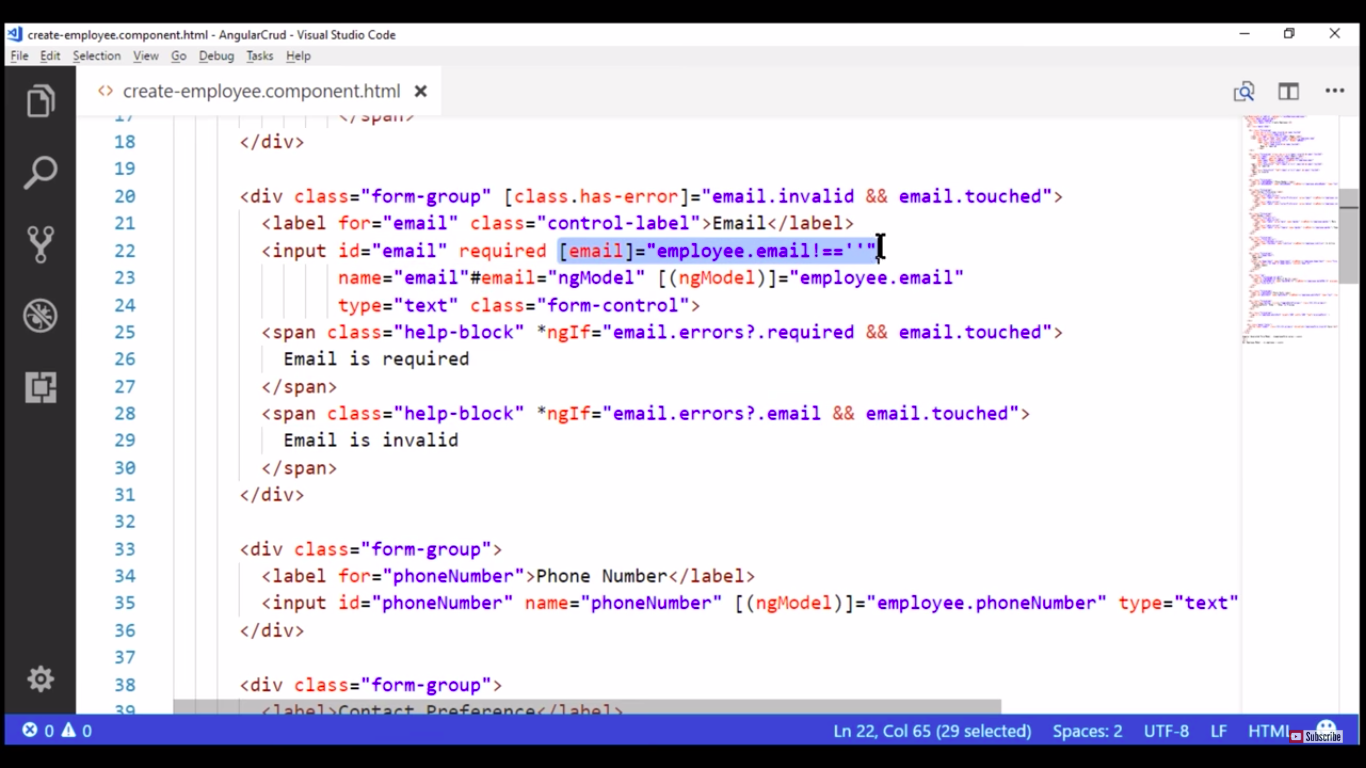 create-employee.component.html - AngularCrud - Visual Studio Code
File Edit Selection View Go Debug Tasks Help
<> create-employee.component.html
17 </span>
18 </div>
19
20 <div class="form-group" [class.has-error]="email.invalid && email.touched">
21 <label for="email" class="control-label">Email</label>
22 <input id="email" required [email]="employee.email!==''"
23 name="email"#email="ngModel" [(ngModel)]="employee.email"
24 type="text" class="form-control">
25 <span class="help-block" *ngIf="email.errors?.required && email.touched">
26 Email is required
27 </span>
28 <span class="help-block" *ngIf="email.errors?.email && email.touched">
29 Email is invalid
30 </span>
31 </div>
32
33 <div class="form-group">
34 <label for="phoneNumber">Phone Number</label>
35 <input id="phoneNumber" name="phoneNumber" [(ngModel)]="employee.phoneNumber" type="text"
36 </div>
37
38 <div class="form-group">
39 <label>Contact Preference</label>
0 0 Ln 22, Col 65 (29 selected) Spaces: 2 UTF-8 LF HTML Subscribe